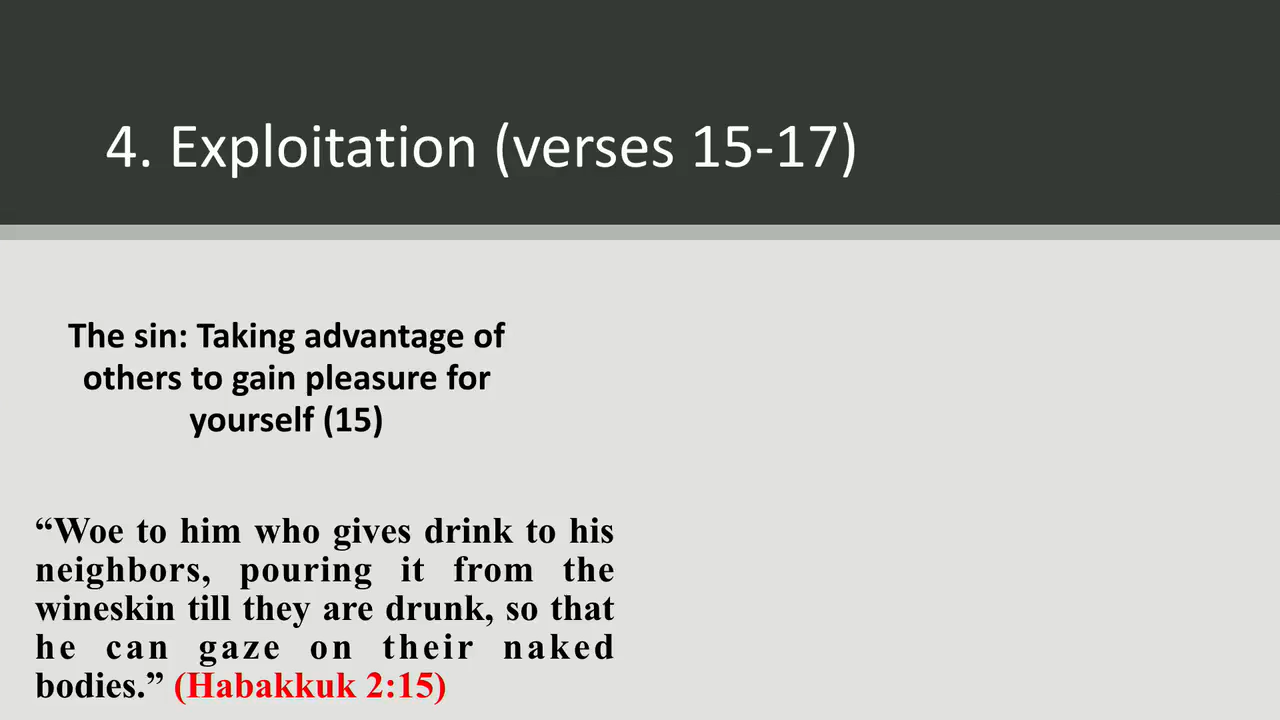 4. Exploitation (verses 15-17)
The sin: Taking advantage of
others to gain pleasure for
yourself (15)
“Woe to him who gives drink to his
neighbors, pouring it from the
wineskin till they are drunk, so that
he can gaze on their naked
bodies.” (Habakkuk 2:15)